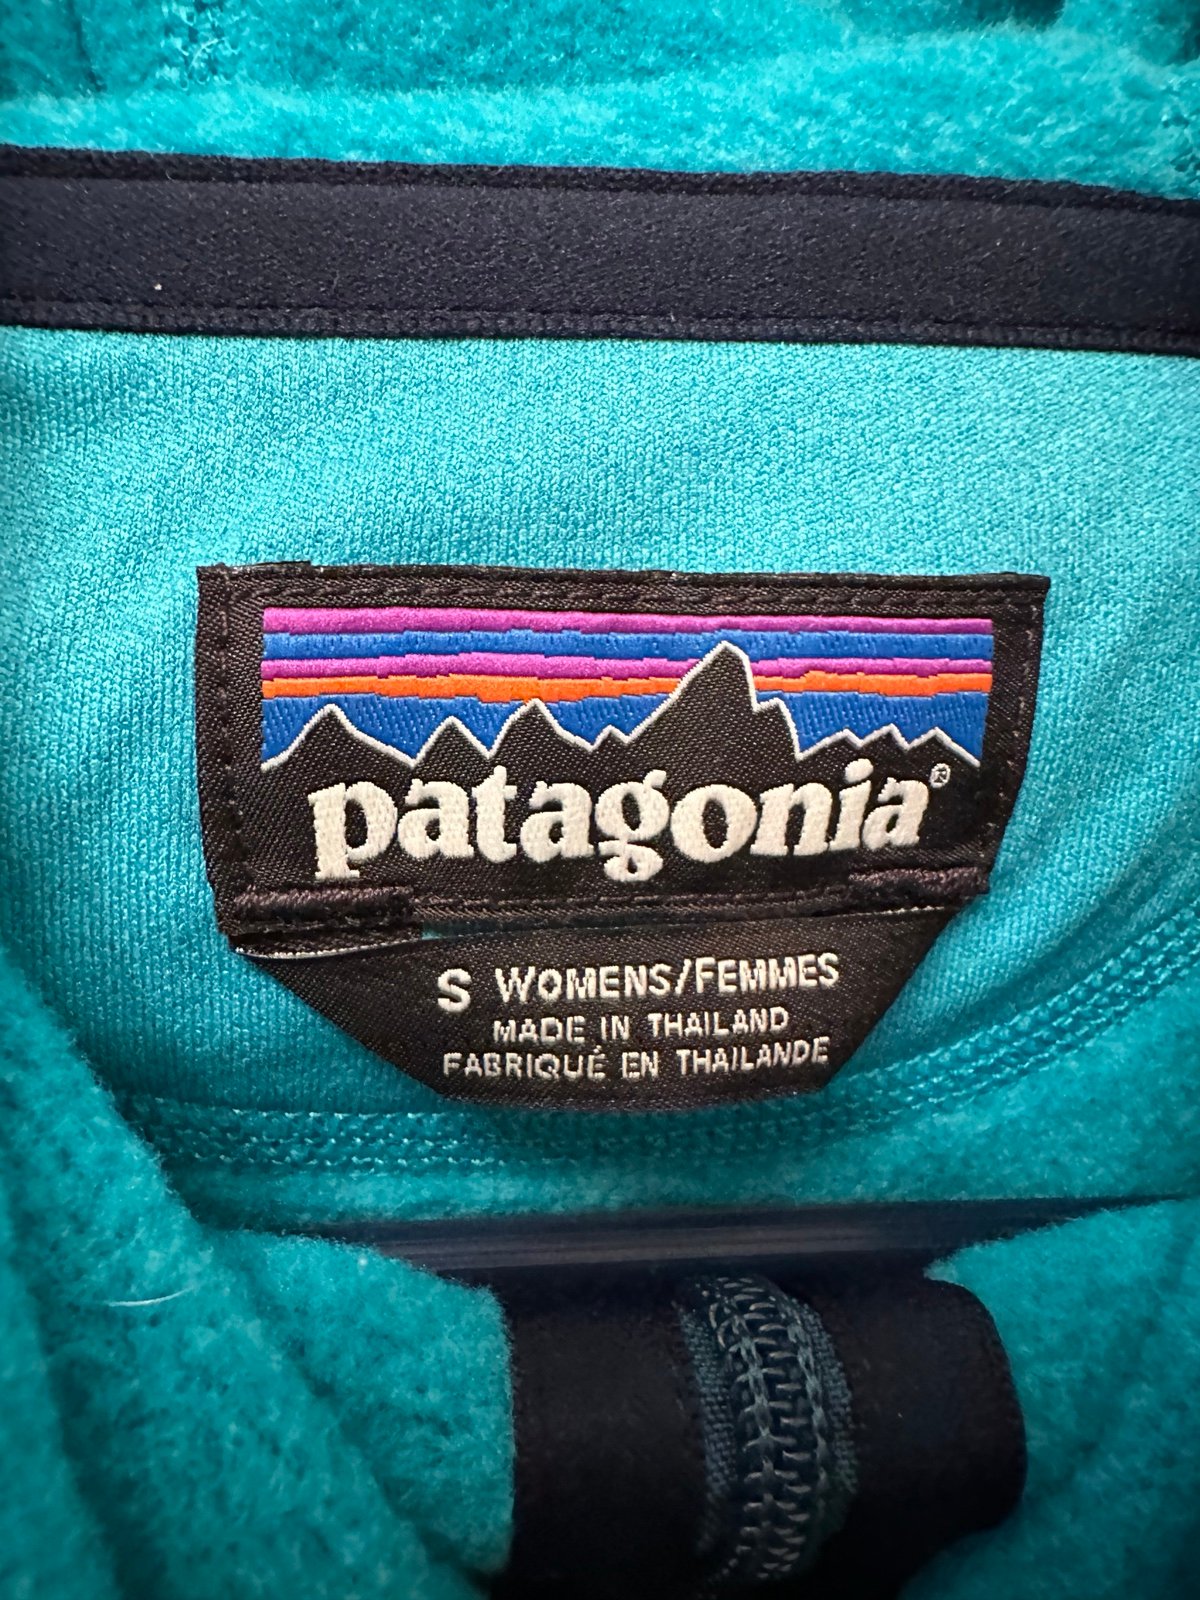 patagonia®
S WOMENS/FEMMES
MADE IN THAILAND
FABRIQUÉ EN THAILANDE